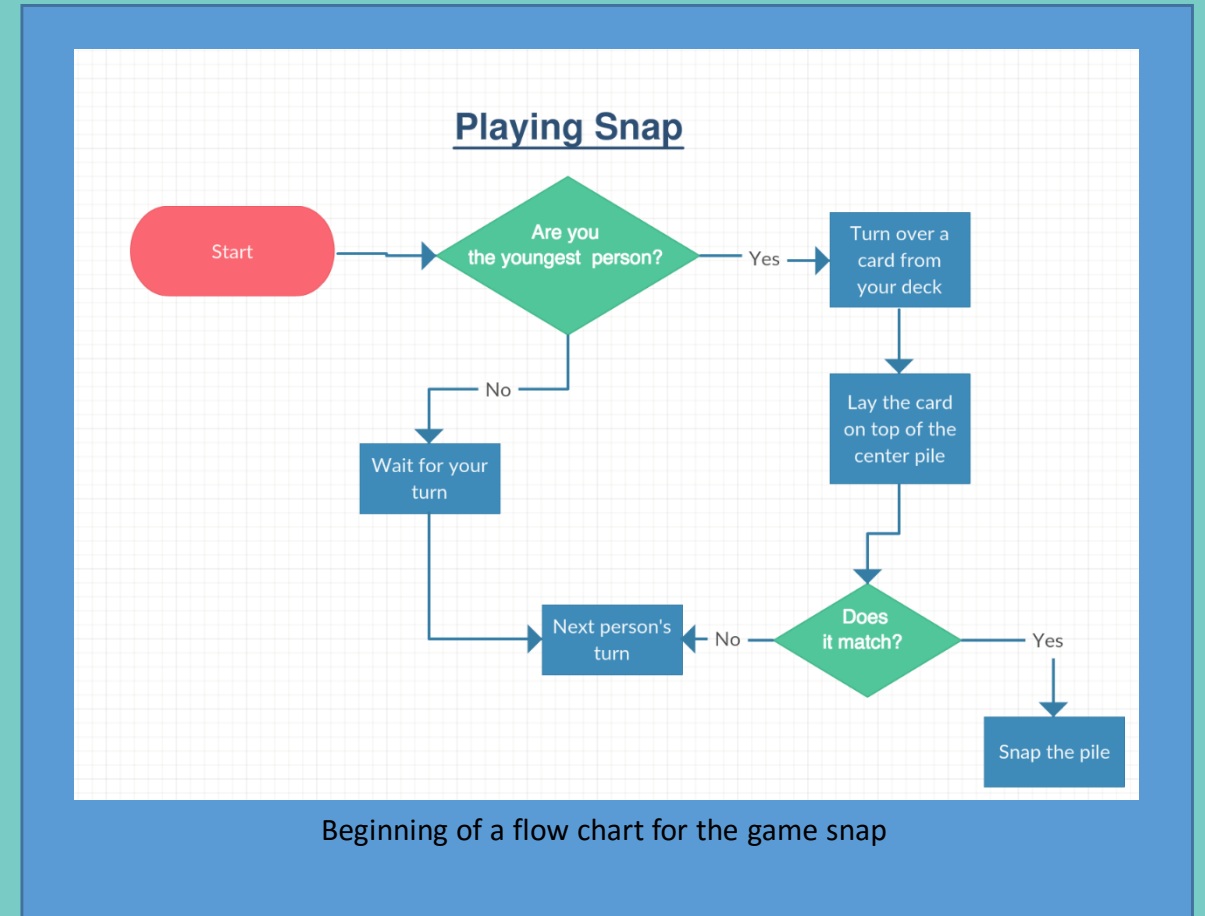 Playing Snap
Start
Are you
the youngest person?
Yes
Turn over a
card from
your deck
No
Lay the card
on top of the
center pile
Wait for your
turn
Does
it match?
Next person's
turn
No
Yes
Snap the pile
Beginning of a flow chart for the game snap